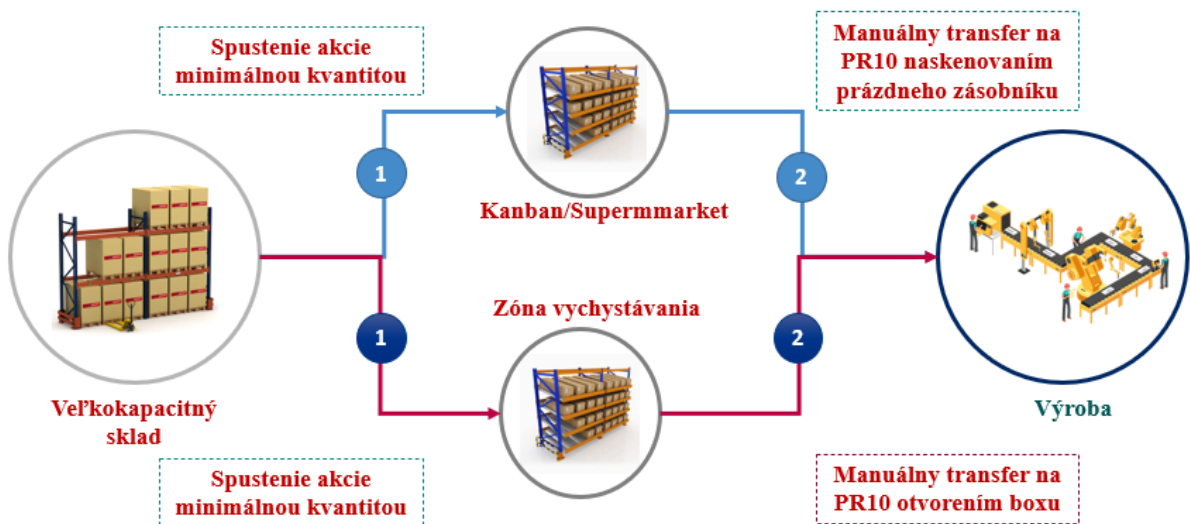 Spustenie akcie
minimálnou kvantitou
Manuálny transfer na
PR10 naskenovaním
prázdneho zásobníku
1
2
Kanban/Supermmarket
Zóna vychystávania
1
2
Veľkokapacitný
sklad
Výroba
Spustenie akcie
minimálnou kvantitou
Manuálny transfer na
PR10 otvorením boxu